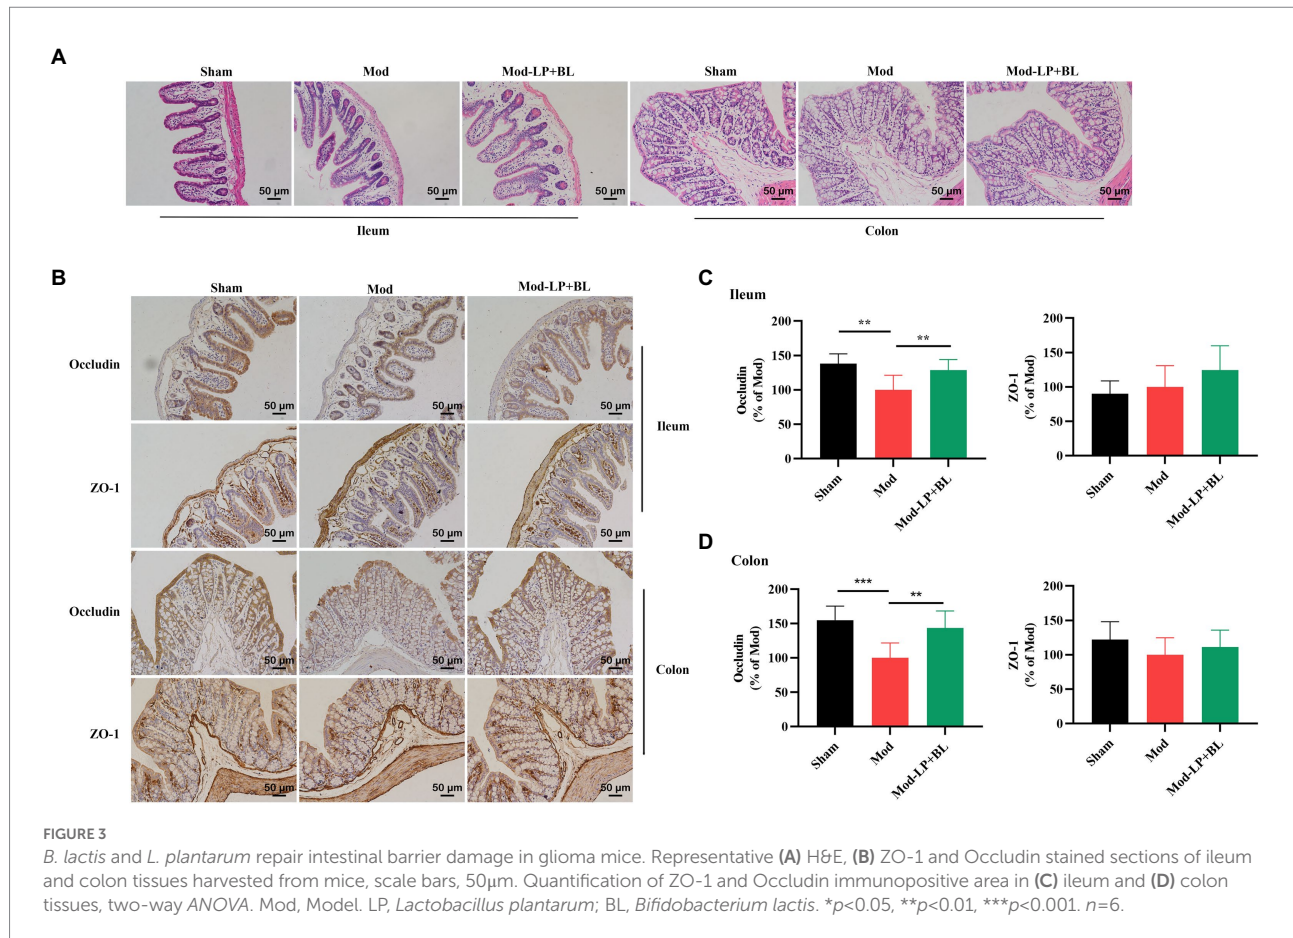 A
Sham Mod Mod-LP+BL Sham Mod Mod-LP+BL
50 μm 50 μm 50 μm 50 μm 50 μm 50 μm
Ileum Colon
B
Sham Mod Mod-LP+BL
Occludin
50 μm 50 μm 50 μm
Ileum
ZO-1
50 μm 50 μm 50 μm
Occludin
50 μm 50 μm 50 μm
Colon
ZO-1
50 μm 50 μm 50 μm
C
Ileum
Occludin
(% of Mod)
200
150
100
50
0
**
**
Sham
Mod
Mod-LP+BL
ZO-1
(% of Mod)
200
150
100
50
0
Sham
Mod
Mod-LP+BL
D
Colon
Occludin
(% of Mod)
200
150
100
50
0
***
**
Sham
Mod
Mod-LP+BL
ZO-1
(% of Mod)
200
150
100
50
0
Sham
Mod
Mod-LP+BL
FIGURE 3
B. lactis and L. plantarum repair intestinal barrier damage in glioma mice. Representative (A) H&E, (B) ZO-1 and Occludin stained sections of ileum
and colon tissues harvested from mice, scale bars, 50μm. Quantification of ZO-1 and Occludin immunopositive area in (C) ileum and (D) colon
tissues, two-way ANOVA. Mod, Model. LP, Lactobacillus plantarum; BL, Bifidobacterium lactis. *p<0.05, **p<0.01, ***p<0.001. n=6.